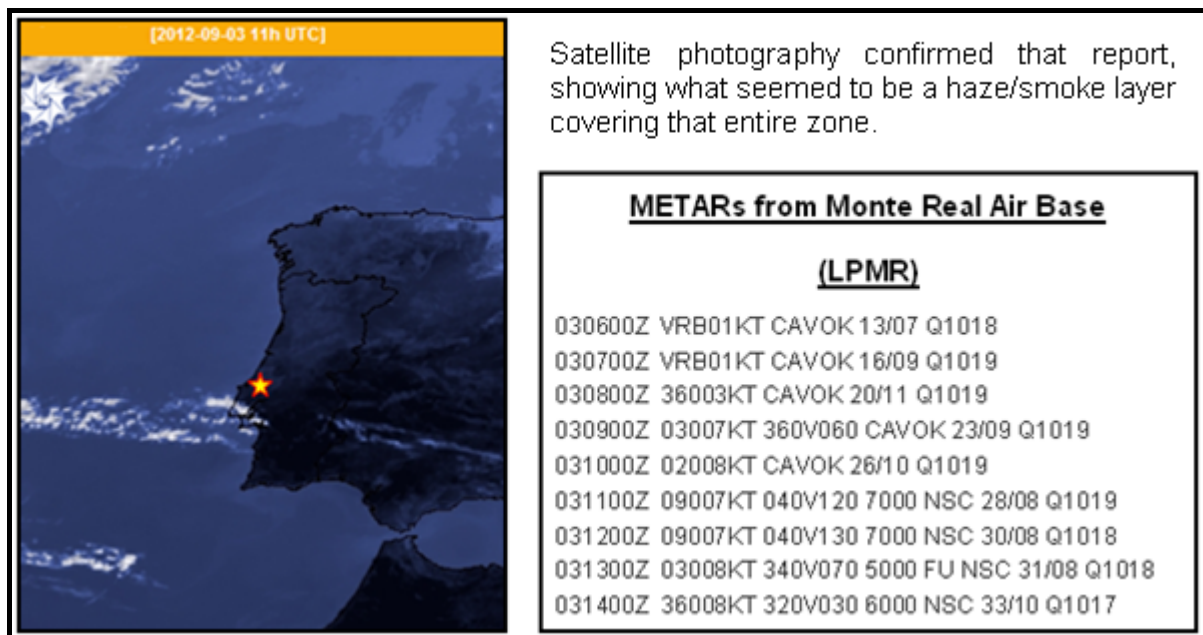 [2012-09-03 11h UTC]
Satellite photography confirmed that report,
showing what seemed to be a haze/smoke layer
covering that entire zone.
METARs from Monte Real Air Base
(LPMR)
030600Z VRB01KT CAVOK 13/07 Q1018
030700Z VRB01KT CAVOK 16/09 Q1019
030800Z 36003KT CAVOK 20/11 Q1019
030900Z 03007KT 360V060 CAVOK 23/09 Q1019
031000Z 02008KT CAVOK 26/10 Q1019
031100Z 09007KT 040V120 7000 NSC 28/08 Q1019
031200Z 09007KT 040V130 7000 NSC 30/08 Q1018
031300Z 03008KT 340V070 5000 FU NSC 31/08 Q1018
031400Z 36008KT 320V030 6000 NSC 33/10 Q1017